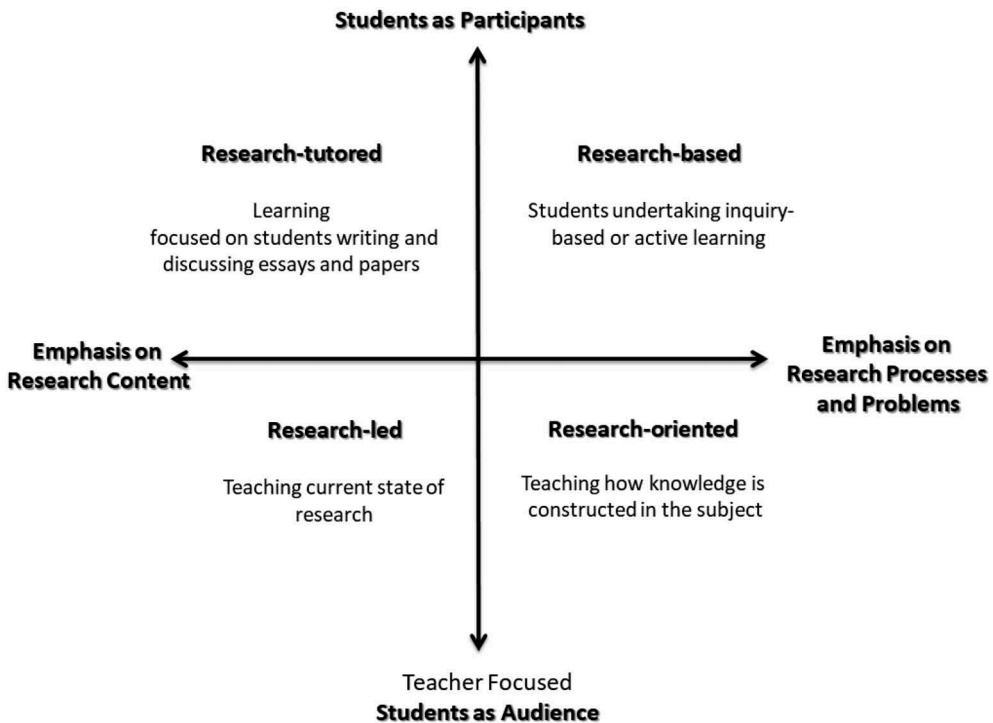 Students as Participants
Research-tutored
Learning
focused on students writing and
discussing essays and papers
Research-based
Students undertaking inquiry-
based or active learning
Emphasis on
Research Content
Emphasis on
Research Processes
and Problems
Research-led
Teaching current state of
research
Research-oriented
Teaching how knowledge is
constructed in the subject
Teacher Focused
Students as Audience